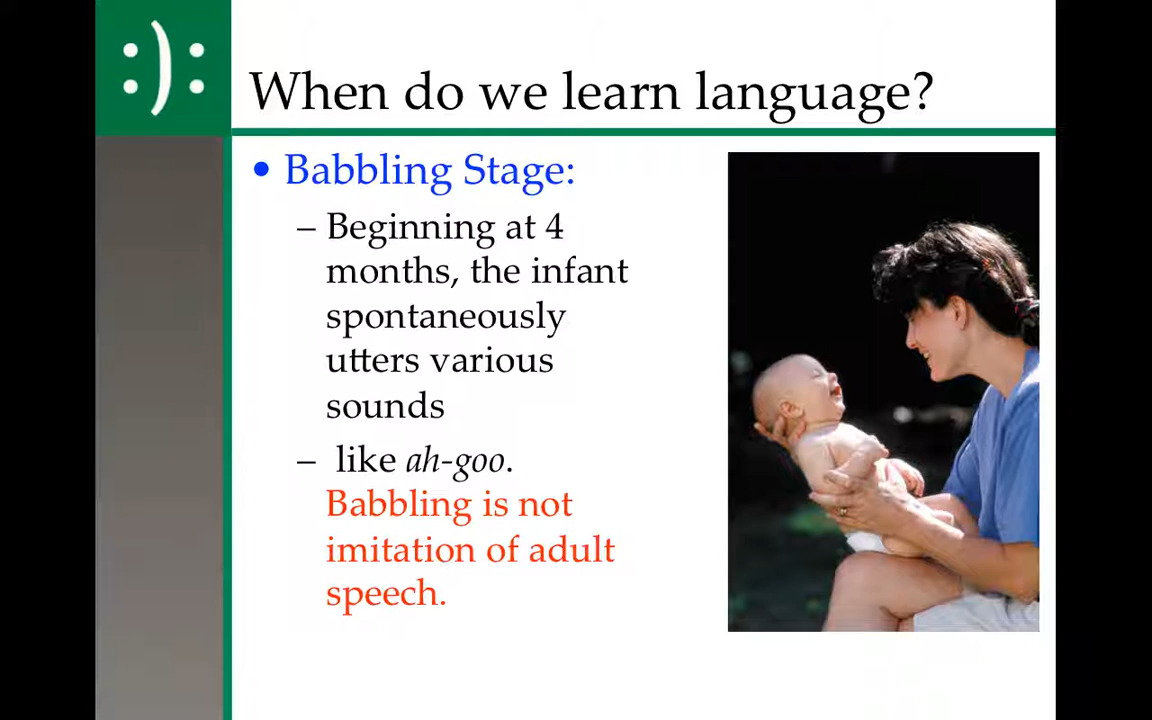 :):
When do we learn language?
• Babbling Stage:
– Beginning at 4
months, the infant
spontaneously
utters various
sounds
– like ah-goo.
Babbling is not
imitation of adult
speech.